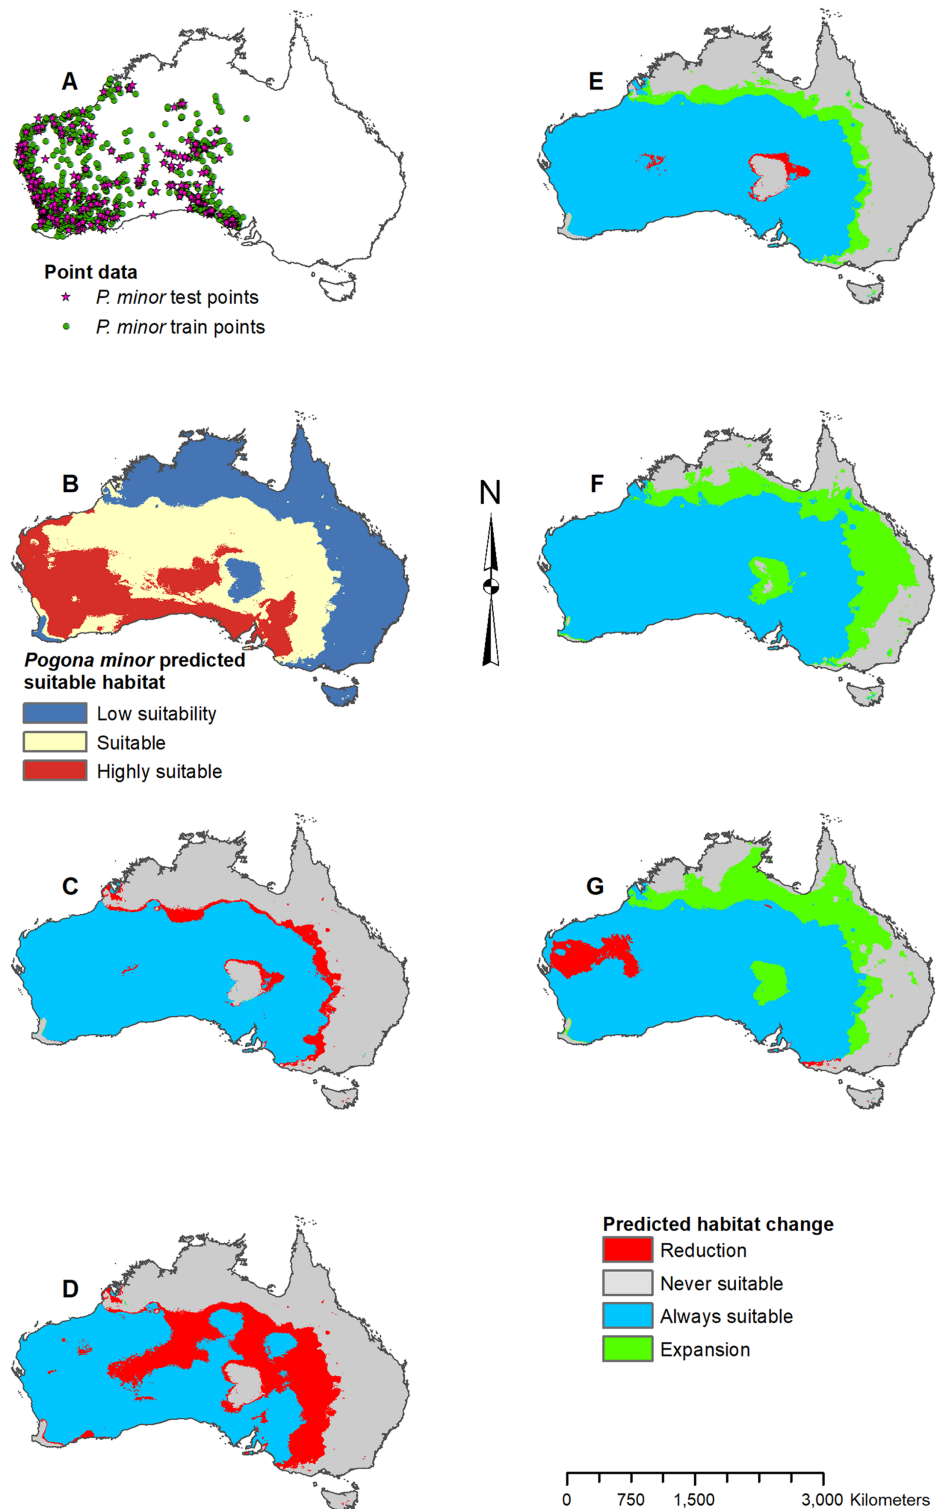 A
Point data
P. minor test points
P. minor train points
B
Pogona minor predicted
suitable habitat
Low suitability
Suitable
Highly suitable
C
D
N
E
F
G
Predicted habitat change
Reduction
Never suitable
Always suitable
Expansion
0 750 1,500 3,000 Kilometers